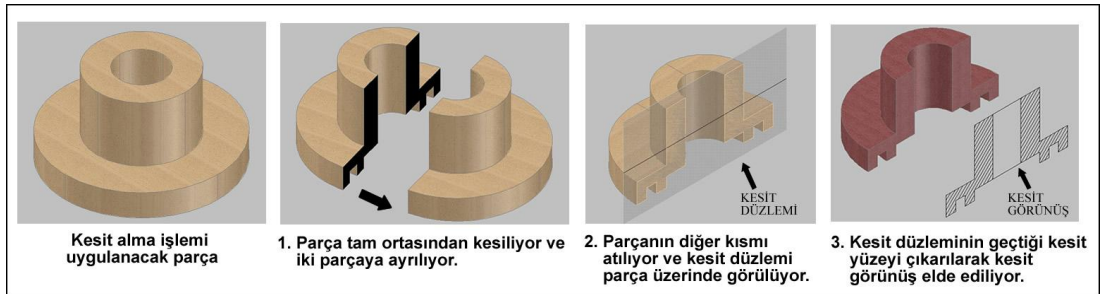 Kesit alma işlemi
uygulanacak parça
1. Parça tam ortasından kesiliyor ve
iki parçaya ayrılıyor.
KESİT
DÜZLEMİ
2. Parçanın diğer kısmı
atılıyor ve kesit düzlemi
parça üzerinde görülüyor.
KESİT
GÖRÜNÜŞ
3. Kesit düzleminin geçtiği kesit
yüzeyi çıkarılarak kesit
görünüş elde ediliyor.